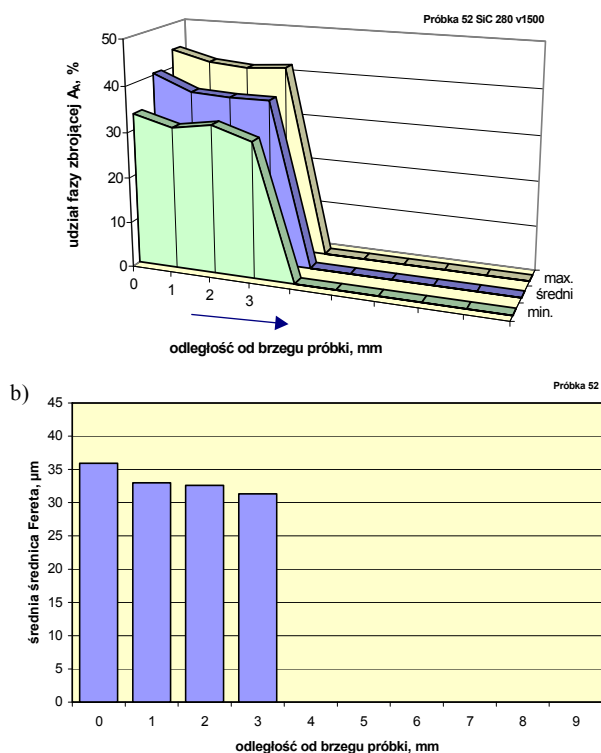 Próbka 52 SiC 280 v1500
udział fazy zbrojącej Aₐ, %
50
40
30
20
10
0
0
1
2
3
max.
średni
min.
odległość od brzegu próbki, mm
b)
Próbka 52
średnia średnica Fereta, µm
45
40
35
30
25
20
15
10
5
0
0 1 2 3 4 5 6 7 8 9
odległość od brzegu próbki, mm